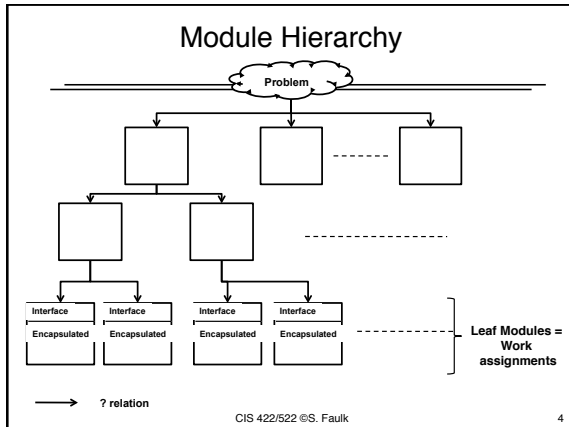 Module Hierarchy
Problem
Interface Interface Interface Interface
Encapsulated Encapsulated Encapsulated Encapsulated
Leaf Modules =
Work
assignments
? relation
CIS 422/522 ©S. Faulk 4